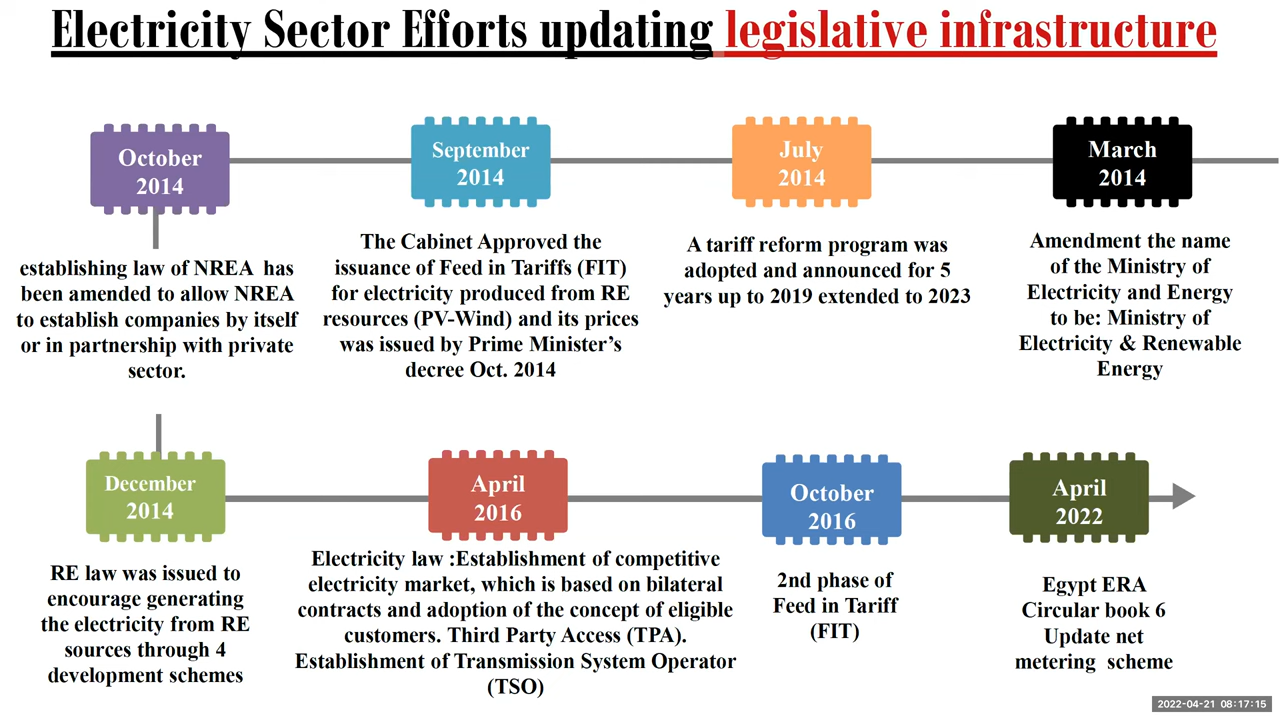 Electricity Sector Efforts updating legislative infrastructure
October
2014
establishing law of NREA has
been amended to allow NREA
to establish companies by itself
or in partnership with private
sector.
September
2014
The Cabinet Approved the
issuance of Feed in Tariffs (FIT)
for electricity produced from RE
resources (PV-Wind) and its prices
was issued by Prime Minister’s
decree Oct. 2014
July
2014
A tariff reform program was
adopted and announced for 5
years up to 2019 extended to 2023
March
2014
Amendment the name
of the Ministry of
Electricity and Energy
to be: Ministry of
Electricity & Renewable
Energy
December
2014
RE law was issued to
encourage generating
the electricity from RE
sources through 4
development schemes
April
2016
Electricity law :Establishment of competitive
electricity market, which is based on bilateral
contracts and adoption of the concept of eligible
customers. Third Party Access (TPA).
Establishment of Transmission System Operator
(TSO)
October
2016
2nd phase of
Feed in Tariff
(FIT)
April
2022
Egypt ERA
Circular book 6
Update net
metering scheme
2022-04-21 08:17:15